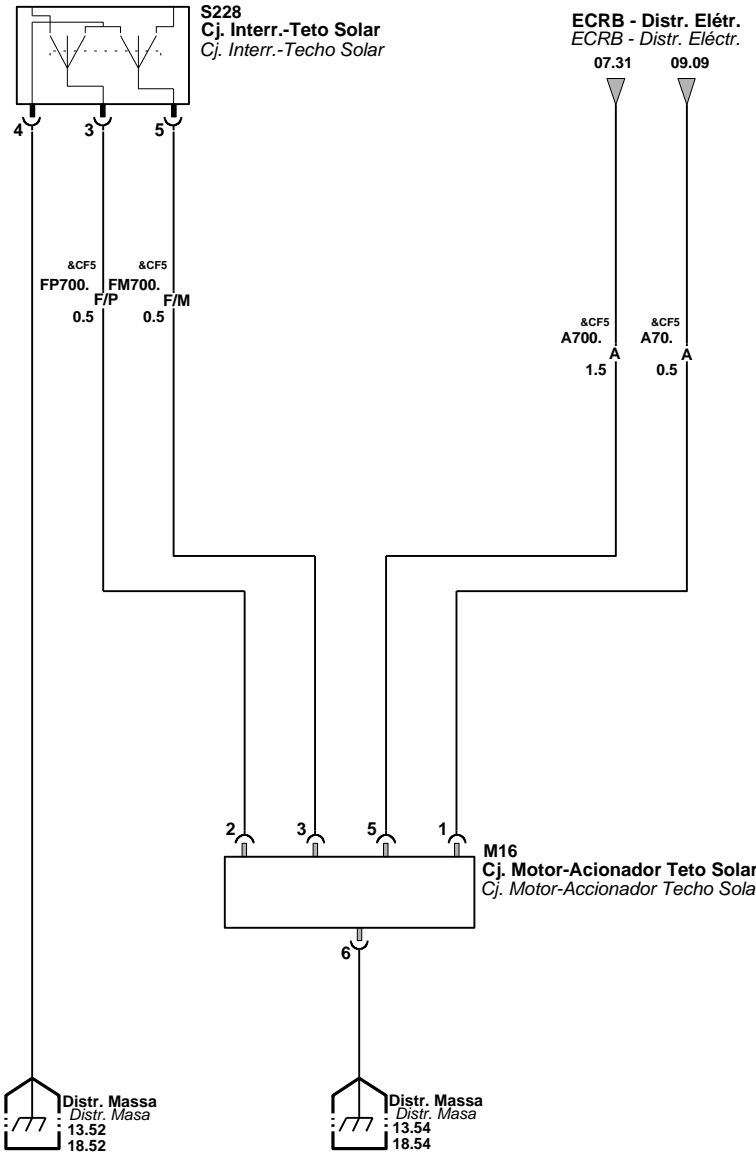 S228
Cj. Interr.-Teto Solar
Cj. Interr.-Techo Solar
ECRB - Distr. Elétr.
ECRB - Distr. Eléctr.
07.31 09.09
4 3 5
&CF5 &CF5
FP700. FM700.
F/P F/M
0.5 0.5
&CF5 &CF5
A700. A70.
A A
1.5 0.5
2 3 5 1
M16
Cj. Motor-Acionador Teto Solar
Cj. Motor-Accionador Techo Sola
6
Distr. Massa
Distr. Masa
13.52
18.52
Distr. Massa
Distr. Masa
13.54
18.54